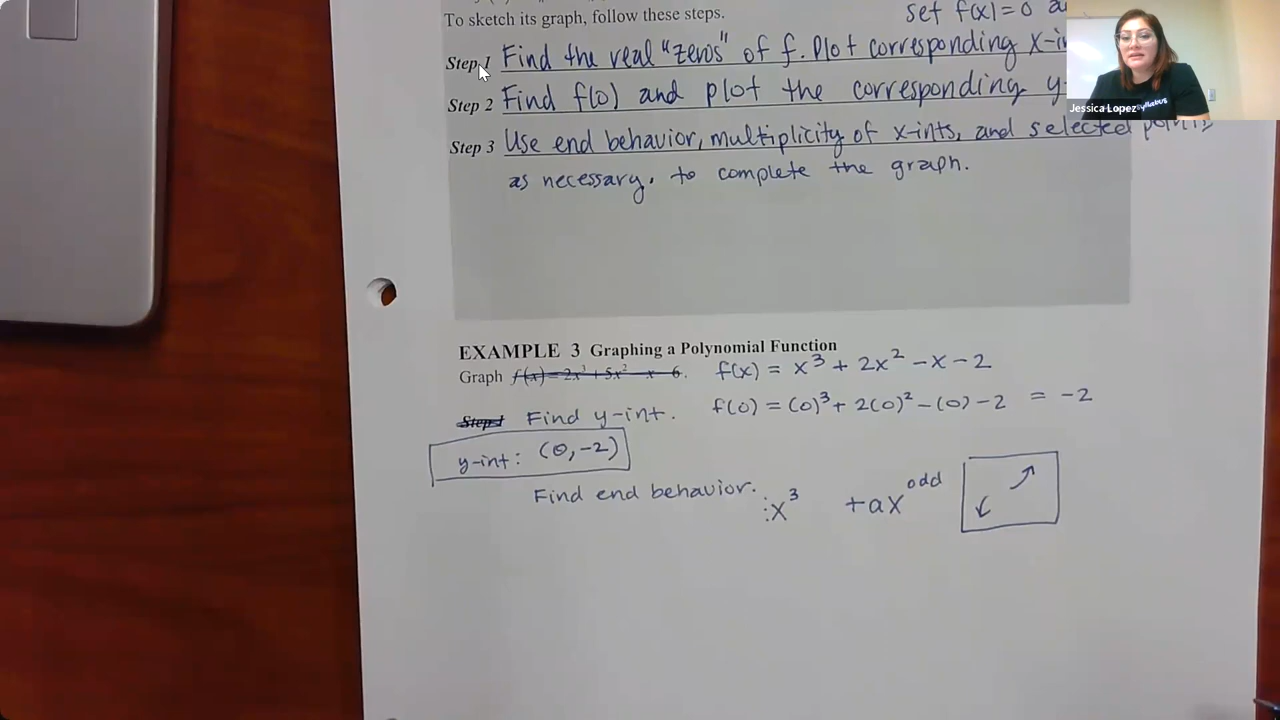 To sketch its graph, follow these steps.
set f(x)=0
Step 1 Find the real "zeros" of f. Plot corresponding x-
Step 2 Find f(0) and plot the corresponding y-
Jessica Lopez
Step 3 Use end behavior, multiplicity of x-ints, and selected points
as necessary, to complete the graph.
EXAMPLE 3 Graphing a Polynomial Function
Graph f(x) = 2x³ + 5x² - x - 6. f(x) = x³ + 2x² - x - 2
Step 1 Find y-int. f(0) = (0)³ + 2(0)² - (0) - 2 = -2
y-int: (0, -2)
Find end behavior. : x³ + ax^odd